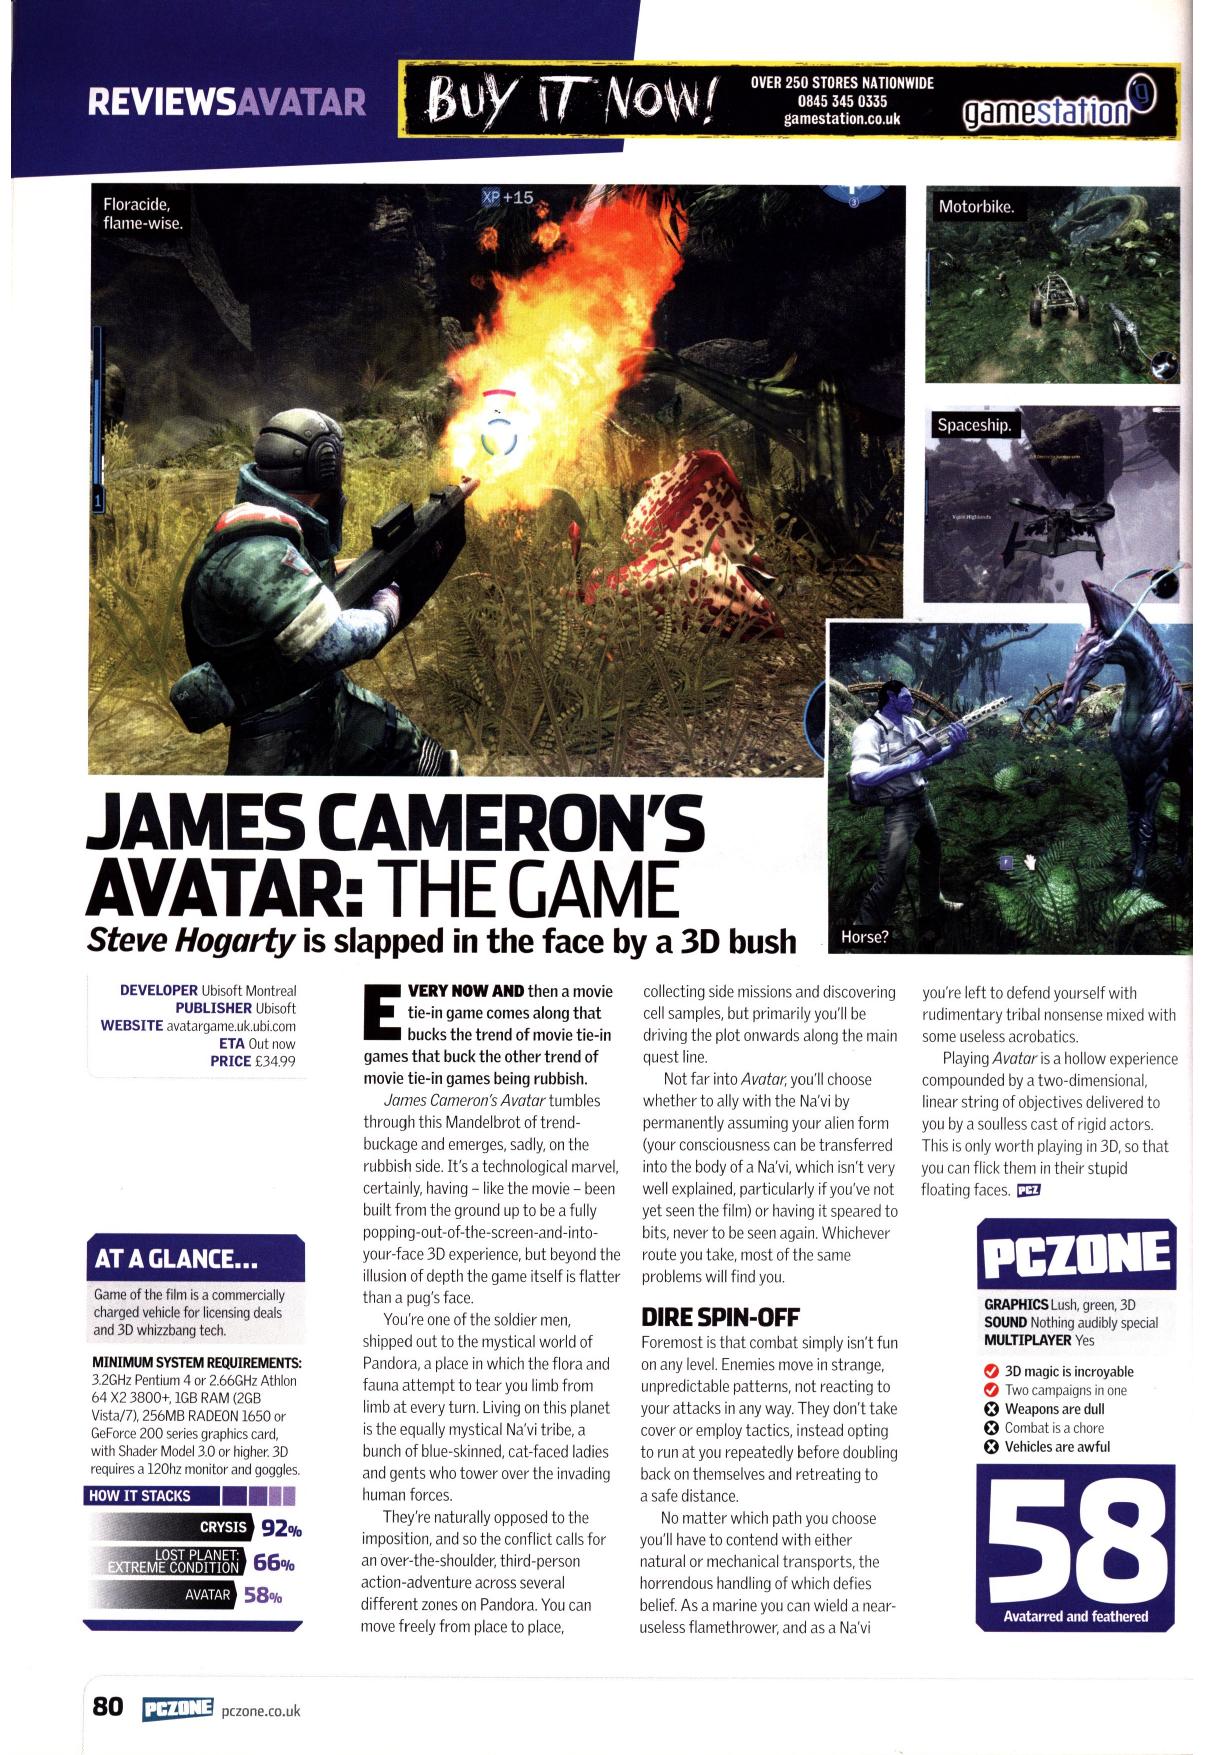 REVIEWSAVATAR
BUY IT NOW!
OVER 250 STORES NATIONWIDE
0845 345 0335
gamestation.co.uk
gamestation
Floracide,
flame-wise.
XP +15
3
1
Motorbike.
Spaceship.
Horse?
F
JAMES CAMERON'S
AVATAR: THE GAME
Steve Hogarty is slapped in the face by a 3D bush
DEVELOPER Ubisoft Montreal
PUBLISHER Ubisoft
WEBSITE avatargame.uk.ubi.com
ETA Out now
PRICE £34.99
AT A GLANCE...
Game of the film is a commercially
charged vehicle for licensing deals
and 3D whizzbang tech.
MINIMUM SYSTEM REQUIREMENTS:
3.2GHz Pentium 4 or 2.66GHz Athlon
64 X2 3800+, 1GB RAM (2GB
Vista/7), 256MB RADEON 1650 or
GeForce 200 series graphics card,
with Shader Model 3.0 or higher. 3D
requires a 120hz monitor and goggles.
HOW IT STACKS
CRYSIS 92%
LOST PLANET:
EXTREME CONDITION 66%
AVATAR 58%
EVERY NOW AND then a movie
tie-in game comes along that
bucks the trend of movie tie-in
games that buck the other trend of
movie tie-in games being rubbish.
James Cameron's Avatar tumbles
through this Mandelbrot of trend-
buckage and emerges, sadly, on the
rubbish side. It's a technological marvel,
certainly, having – like the movie – been
built from the ground up to be a fully
popping-out-of-the-screen-and-into-
your-face 3D experience, but beyond the
illusion of depth the game itself is flatter
than a pug's face.
You're one of the soldier men,
shipped out to the mystical world of
Pandora, a place in which the flora and
fauna attempt to tear you limb from
limb at every turn. Living on this planet
is the equally mystical Na'vi tribe, a
bunch of blue-skinned, cat-faced ladies
and gents who tower over the invading
human forces.
They're naturally opposed to the
imposition, and so the conflict calls for
an over-the-shoulder, third-person
action-adventure across several
different zones on Pandora. You can
move freely from place to place,
collecting side missions and discovering
cell samples, but primarily you'll be
driving the plot onwards along the main
quest line.
Not far into Avatar, you'll choose
whether to ally with the Na'vi by
permanently assuming your alien form
(your consciousness can be transferred
into the body of a Na'vi, which isn't very
well explained, particularly if you've not
yet seen the film) or having it speared to
bits, never to be seen again. Whichever
route you take, most of the same
problems will find you.
DIRE SPIN-OFF
Foremost is that combat simply isn't fun
on any level. Enemies move in strange,
unpredictable patterns, not reacting to
your attacks in any way. They don't take
cover or employ tactics, instead opting
to run at you repeatedly before doubling
back on themselves and retreating to
a safe distance.
No matter which path you choose
you'll have to contend with either
natural or mechanical transports, the
horrendous handling of which defies
belief. As a marine you can wield a near-
useless flamethrower, and as a Na'vi
you're left to defend yourself with
rudimentary tribal nonsense mixed with
some useless acrobatics.
Playing Avatar is a hollow experience
compounded by a two-dimensional,
linear string of objectives delivered to
you by a soulless cast of rigid actors.
This is only worth playing in 3D, so that
you can flick them in their stupid
floating faces. PCZ
PCZONE
GRAPHICS Lush, green, 3D
SOUND Nothing audibly special
MULTIPLAYER Yes
3D magic is incroyable
Two campaigns in one
Weapons are dull
Combat is a chore
Vehicles are awful
58
Avatarred and feathered
80 PCZONE pczone.co.uk